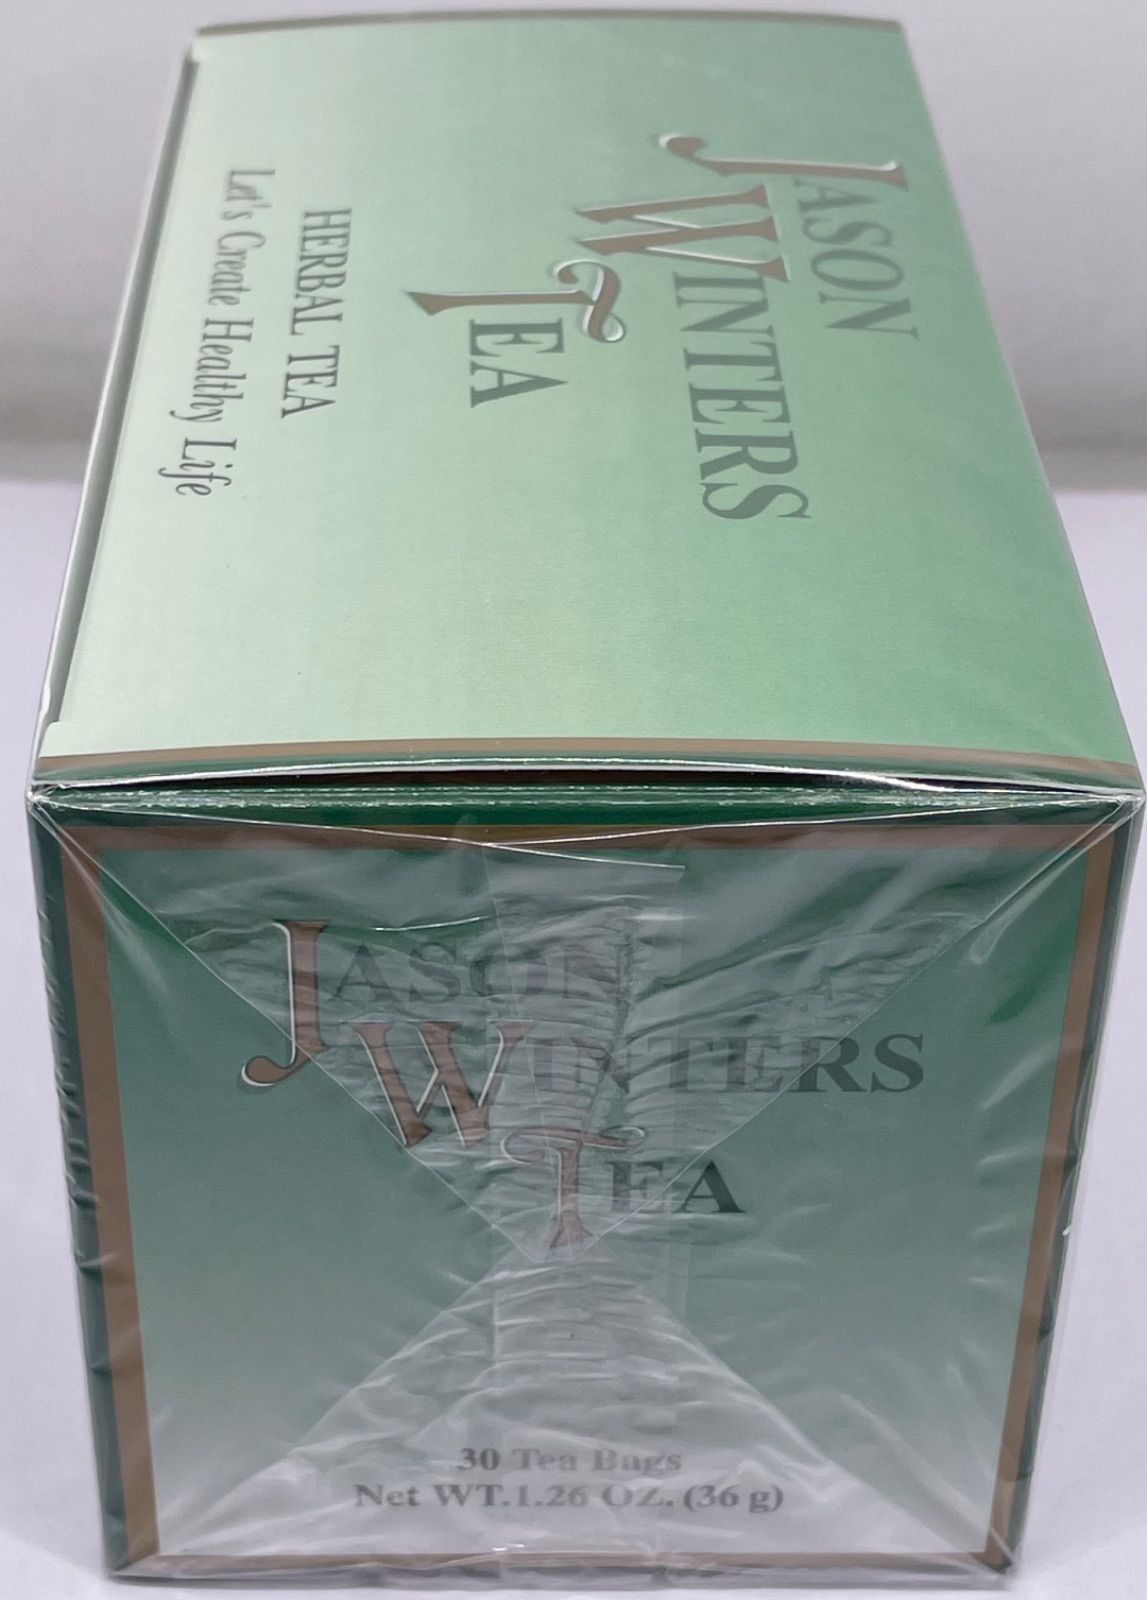 JASON
WINTERS
TEA
HERBAL TEA
Let's Create Healthy Life
JASON
WINTERS
TEA
30 Tea Bags
Net WT.1.26 OZ. (36 g)